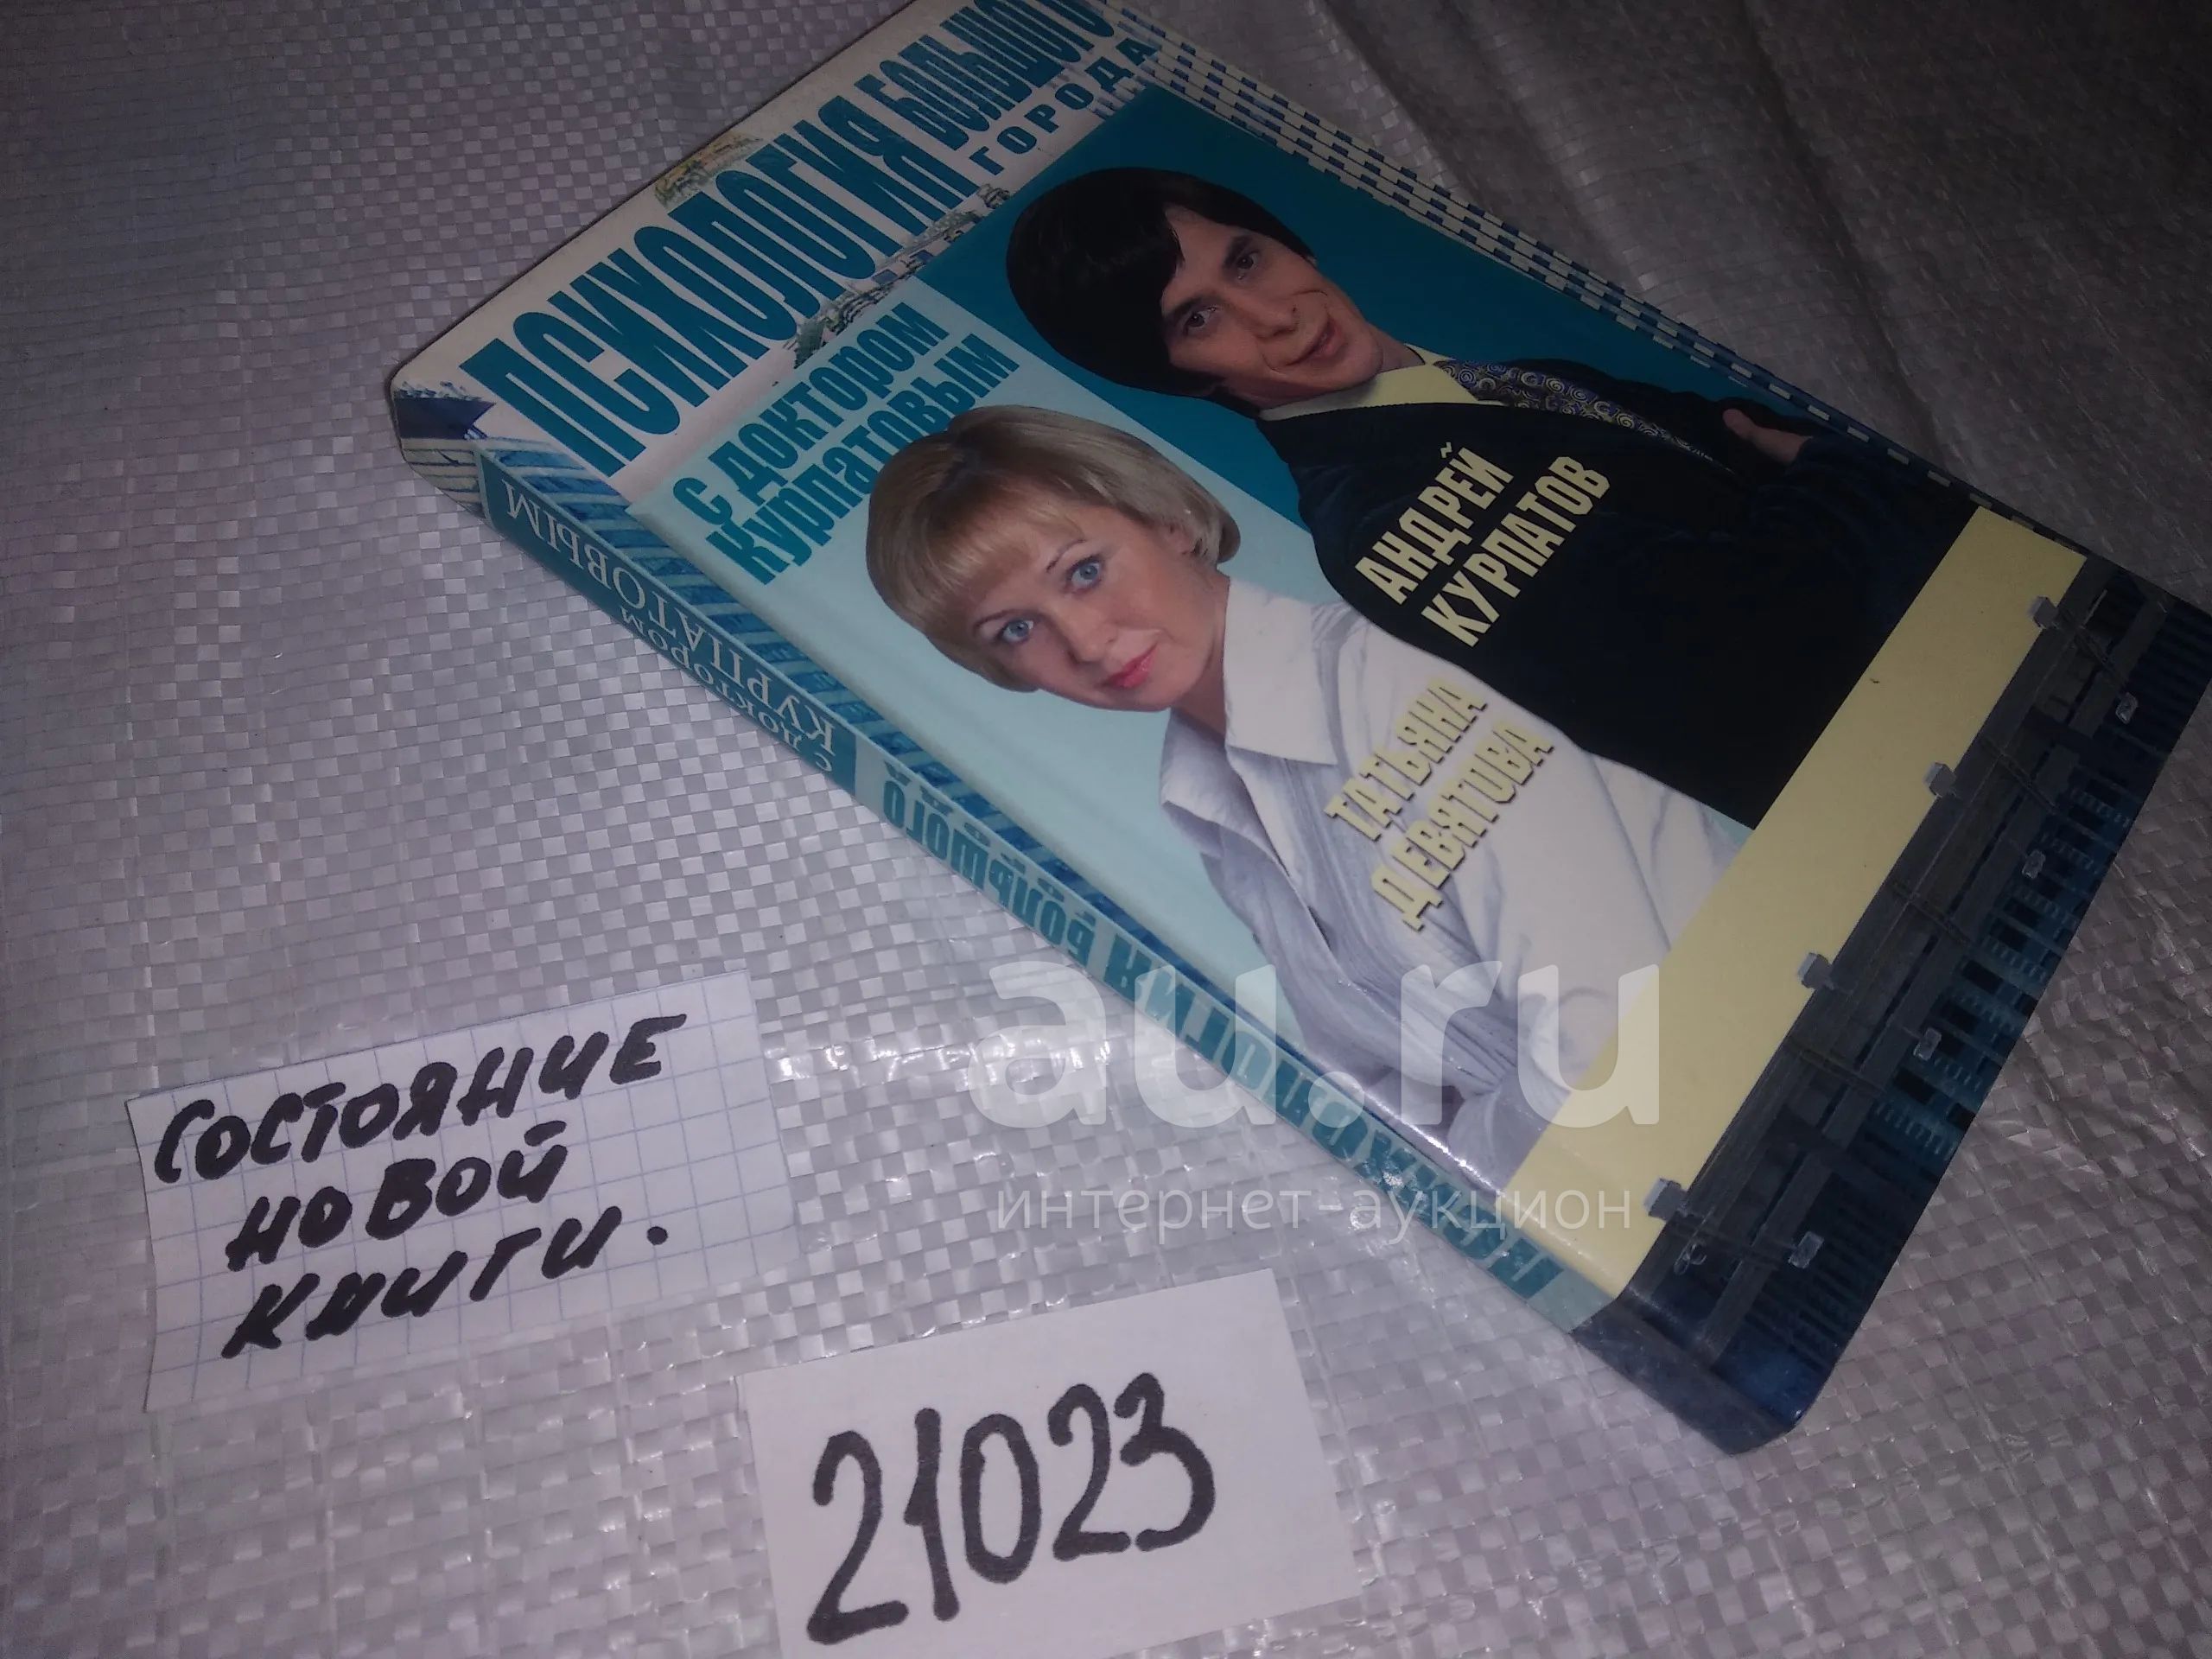 ПСИХОЛОГИЯ БОЛЬШОГО
ГОРОДА
С ДОКТОРОМ
КУРПАТОВЫМ
АНДРЕЙ
КУРПАТОВ
ТАТЬЯНА
ДЕВЯТОВА
С ДОКТОРОМ
КУРПАТОВЫМ
ПСИХОЛОГИЯ БОЛЬШОГО
au.ru
интернет-аукцион
СОСТОЯНИЕ
НОВОЙ
КНИГИ.
21023